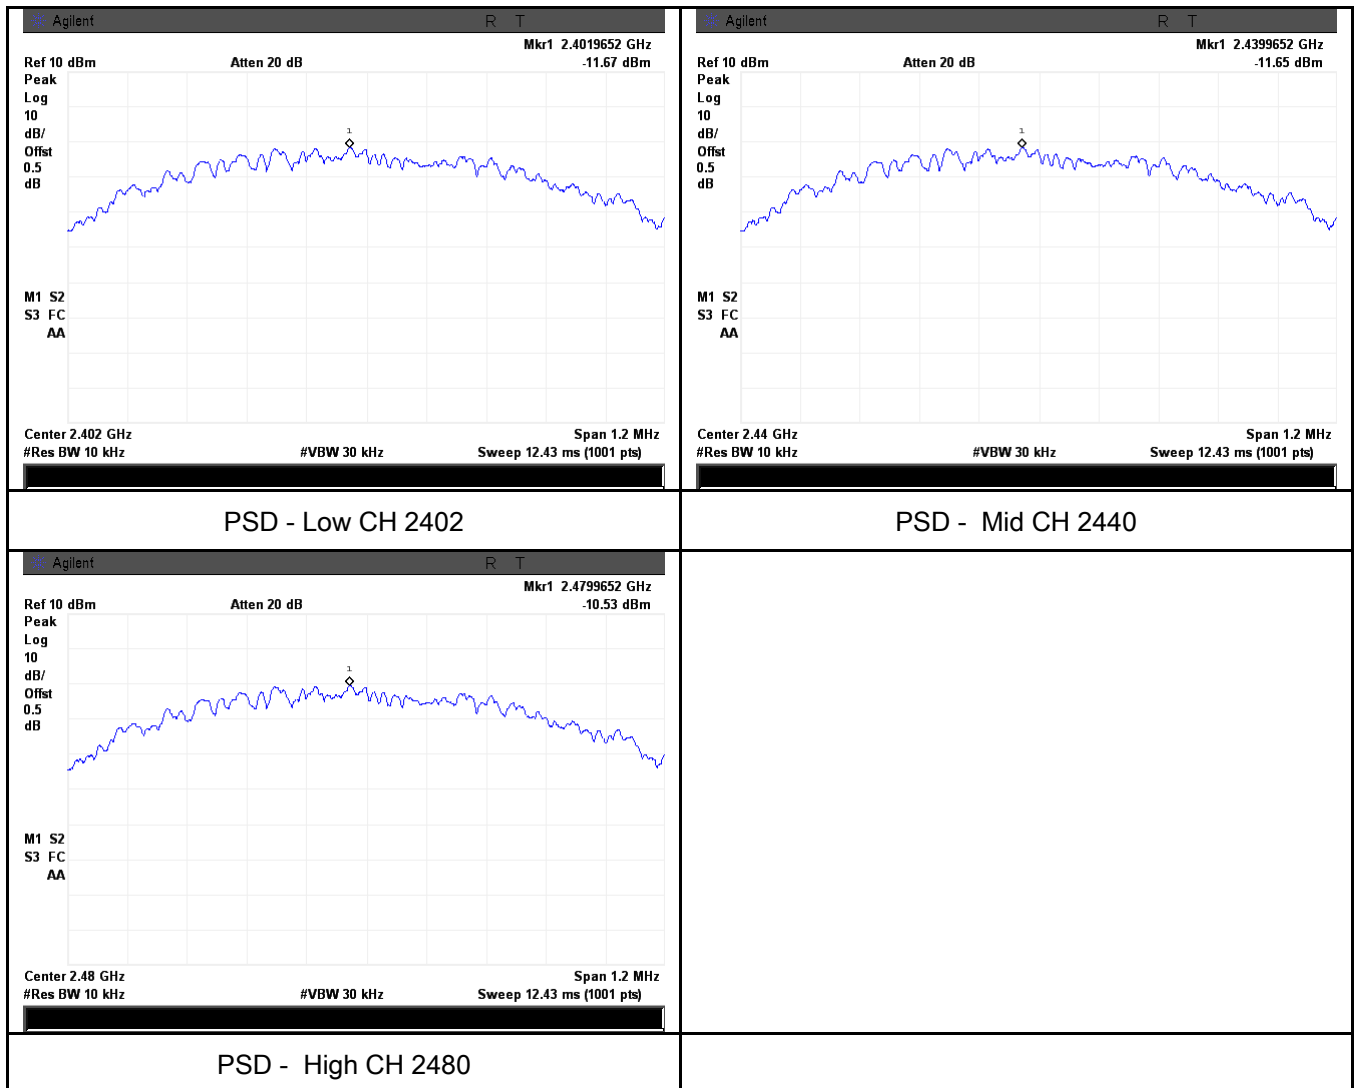 Agilent R T
Mkr1 2.4019652 GHz
Ref 10 dBm Atten 20 dB -11.67 dBm
Peak
Log
10
dB/
Offst
0.5
dB
1
M1 S2
S3 FC
AA
Center 2.402 GHz Span 1.2 MHz
#Res BW 10 kHz #VBW 30 kHz Sweep 12.43 ms (1001 pts)
PSD - Low CH 2402
Agilent R T
Mkr1 2.4399652 GHz
Ref 10 dBm Atten 20 dB -11.65 dBm
Peak
Log
10
dB/
Offst
0.5
dB
1
M1 S2
S3 FC
AA
Center 2.44 GHz Span 1.2 MHz
#Res BW 10 kHz #VBW 30 kHz Sweep 12.43 ms (1001 pts)
PSD - Mid CH 2440
Agilent R T
Mkr1 2.4799652 GHz
Ref 10 dBm Atten 20 dB -10.53 dBm
Peak
Log
10
dB/
Offst
0.5
dB
1
M1 S2
S3 FC
AA
Center 2.48 GHz Span 1.2 MHz
#Res BW 10 kHz #VBW 30 kHz Sweep 12.43 ms (1001 pts)
PSD - High CH 2480